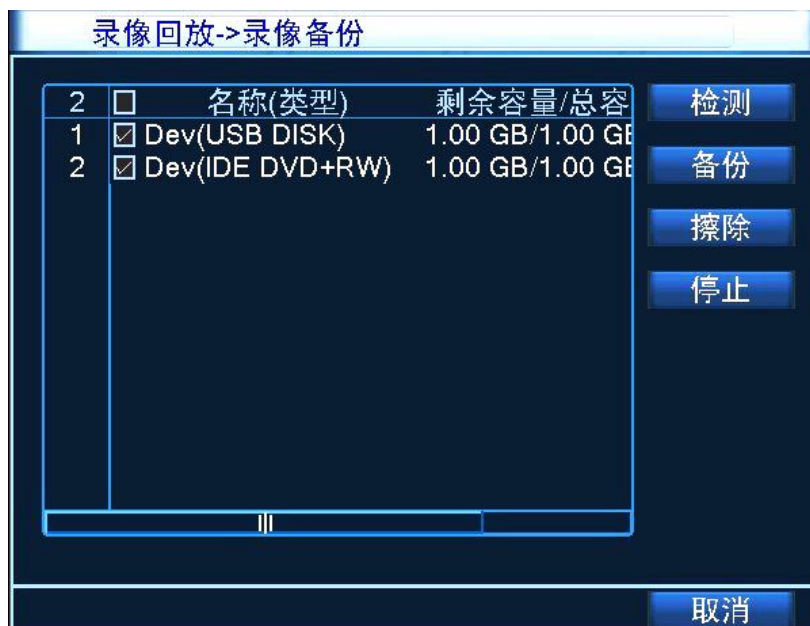 录像回放->录像备份
2 名称(类型) 剩余容量/总容
1 Dev(USB DISK) 1.00 GB/1.00 GB
2 Dev(IDE DVD+RW) 1.00 GB/1.00 GB
检测
备份
擦除
停止
取消